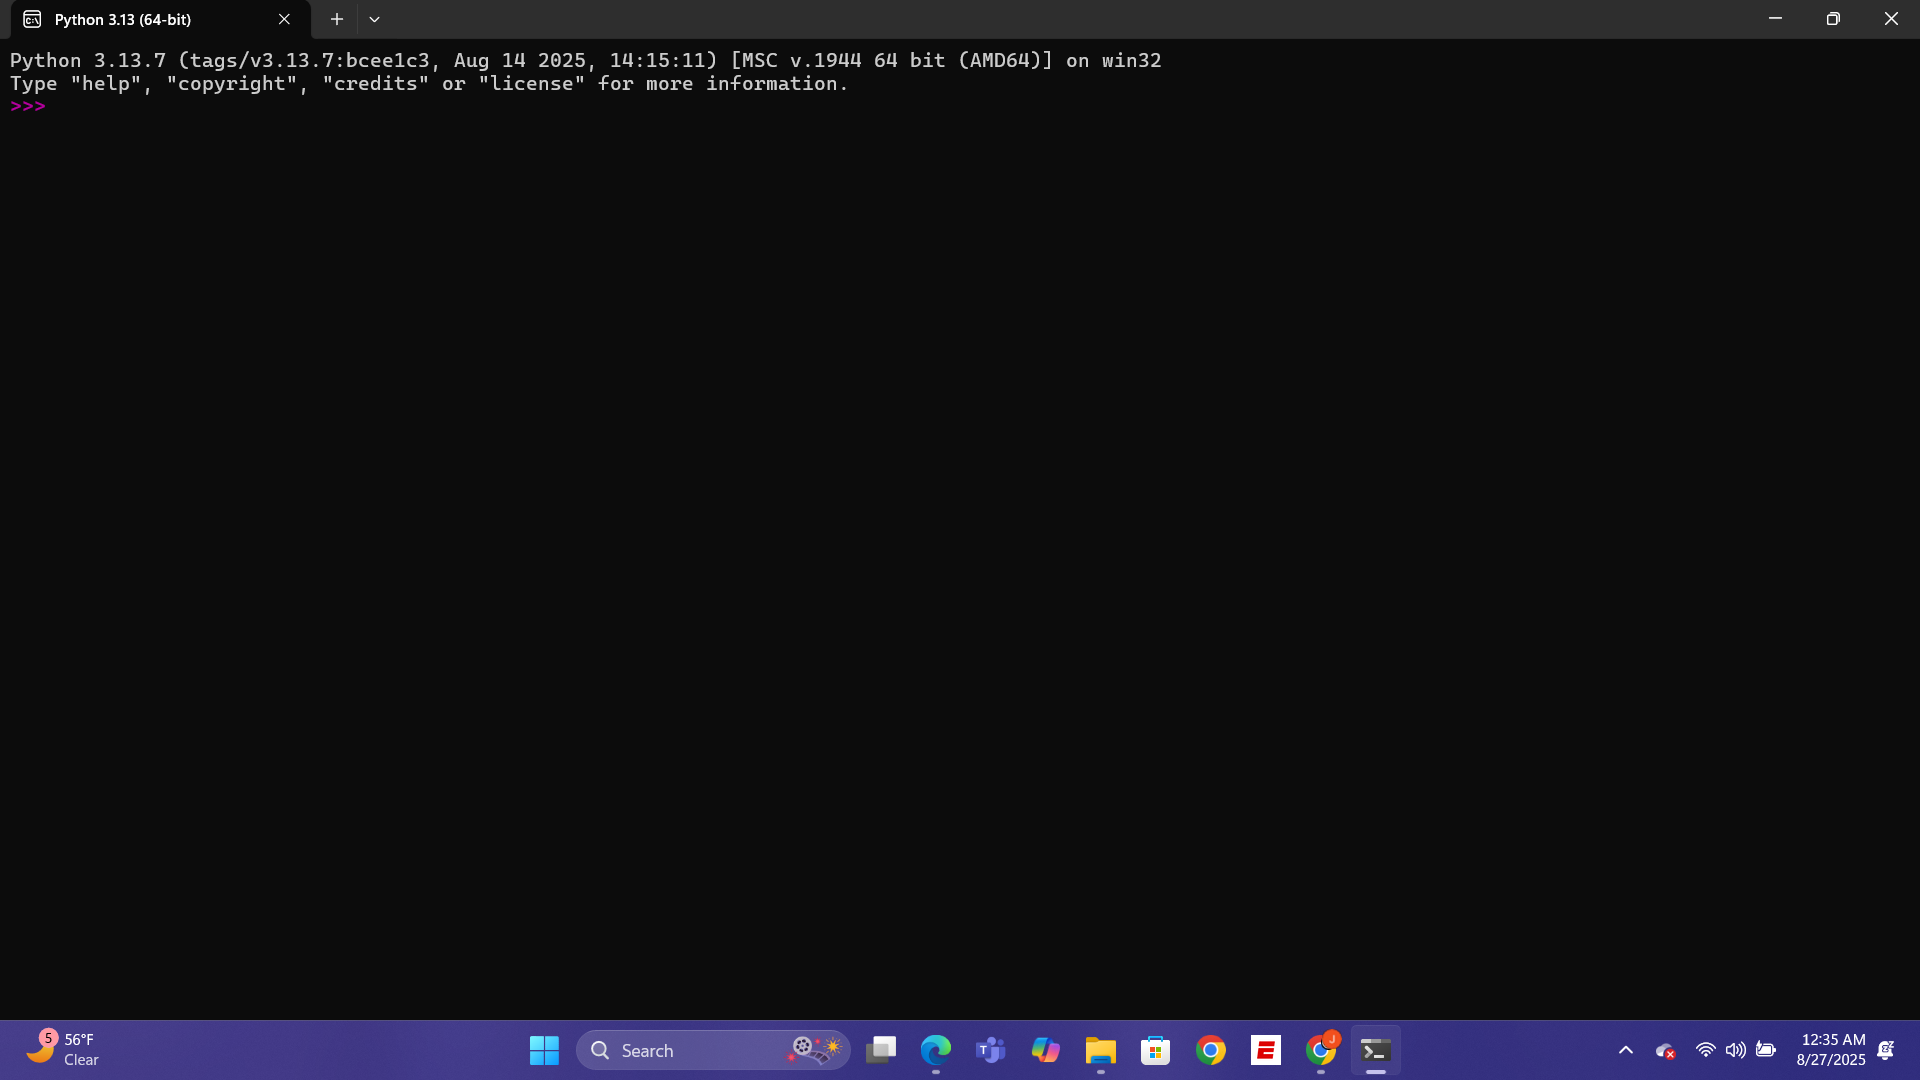 Python 3.13 (64-bit)
Python 3.13.7 (tags/v3.13.7:bcee1c3, Aug 14 2025, 14:15:11) [MSC v.1944 64 bit (AMD64)] on win32
Type "help", "copyright", "credits" or "license" for more information.
>>>
5
56°F
Clear
Search
T
E
J
12:35 AM
8/27/2025